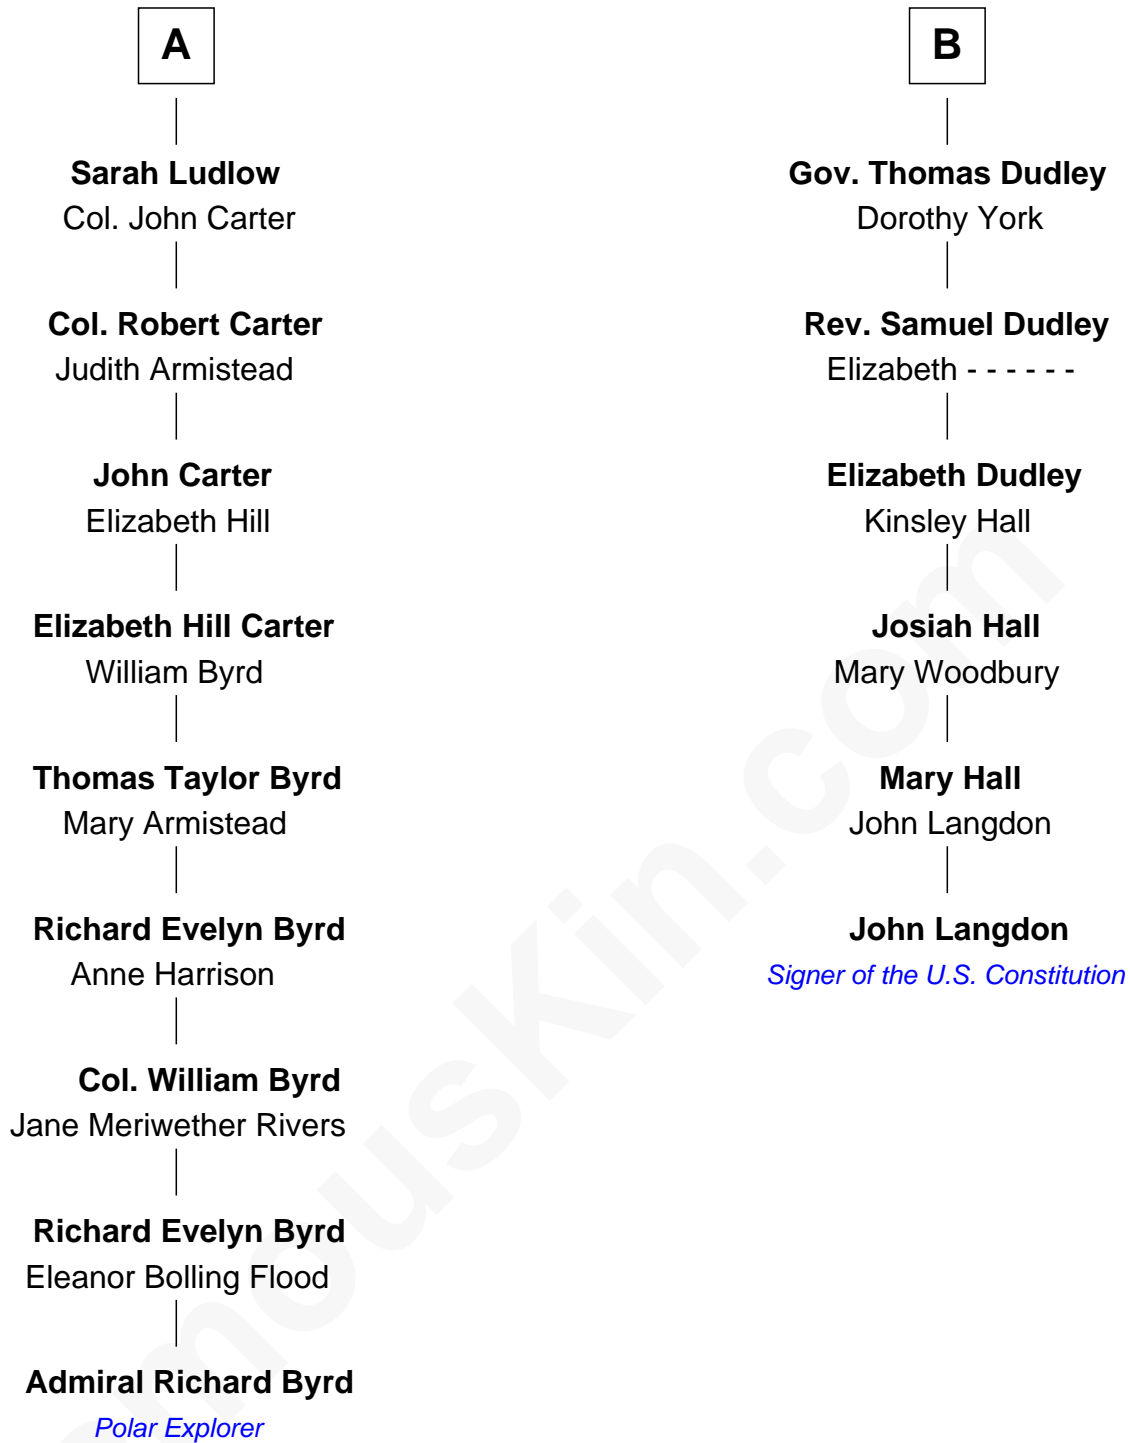 A
Sarah Ludlow
Col. John Carter
Col. Robert Carter
Judith Armistead
John Carter
Elizabeth Hill
Elizabeth Hill Carter
William Byrd
Thomas Taylor Byrd
Mary Armistead
Richard Evelyn Byrd
Anne Harrison
Col. William Byrd
Jane Meriwether Rivers
Richard Evelyn Byrd
Eleanor Bolling Flood
Admiral Richard Byrd
Polar Explorer
B
Gov. Thomas Dudley
Dorothy York
Rev. Samuel Dudley
Elizabeth - - - - - -
Elizabeth Dudley
Kinsley Hall
Josiah Hall
Mary Woodbury
Mary Hall
John Langdon
John Langdon
Signer of the U.S. Constitution
mouskin.com